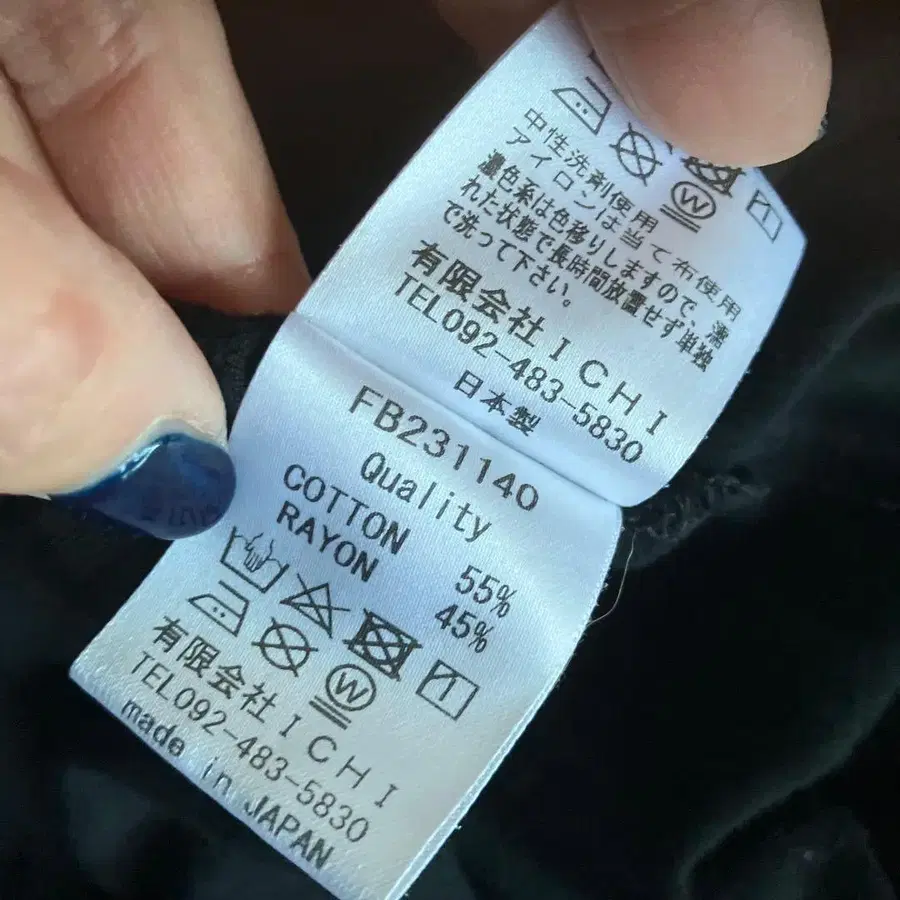 中性洗剤使用
アイロンは当て布使用
濃色系は色移りしますので、濡
れた状態で長時間放置せず単独
で洗って下さい。
有限会社ICHI
TEL092-483-5830
日本製
FB231140
Quality
COTTON 55%
RAYON 45%
W
有限会社ICHI
TEL092-483-5830
made in JAPAN